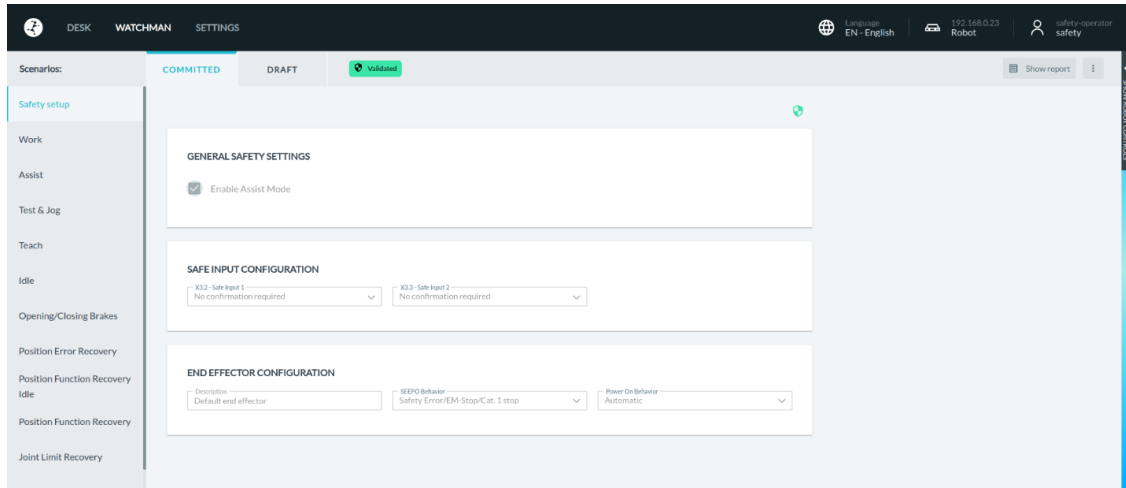 DESK
WATCHMAN
SETTINGS
Language
EN - English
192.168.0.23
Robot
safety-operator
safety
Scenarios:
COMMITTED
DRAFT
Validated
Show report
Safety setup
Work
Assist
Test & Jog
Teach
Idle
Opening/Closing Brakes
Position Error Recovery
Position Function Recovery
Idle
Position Function Recovery
Joint Limit Recovery
GENERAL SAFETY SETTINGS
Enable Assist Mode
SAFE INPUT CONFIGURATION
X3.2 - Safe Input 1
No confirmation required
X3.3 - Safe Input 2
No confirmation required
END EFFECTOR CONFIGURATION
Description
Default end effector
SEEPO Behavior
Safety Error/EM-Stop/Cat. 1 stop
Power On Behavior
Automatic